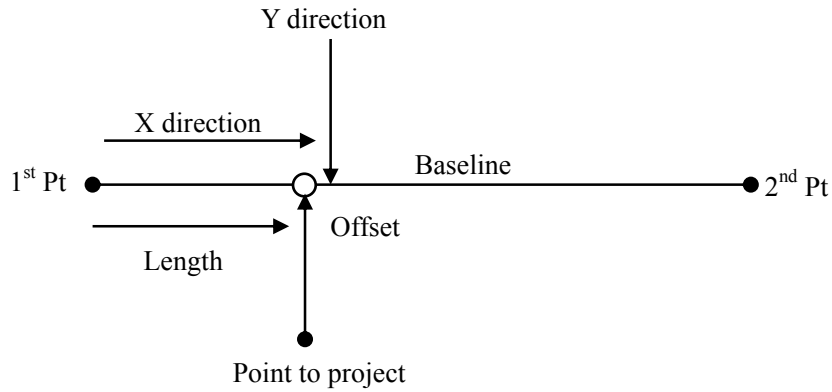 Y direction
X direction
1st Pt
Baseline
2nd Pt
Offset
Length
Point to project